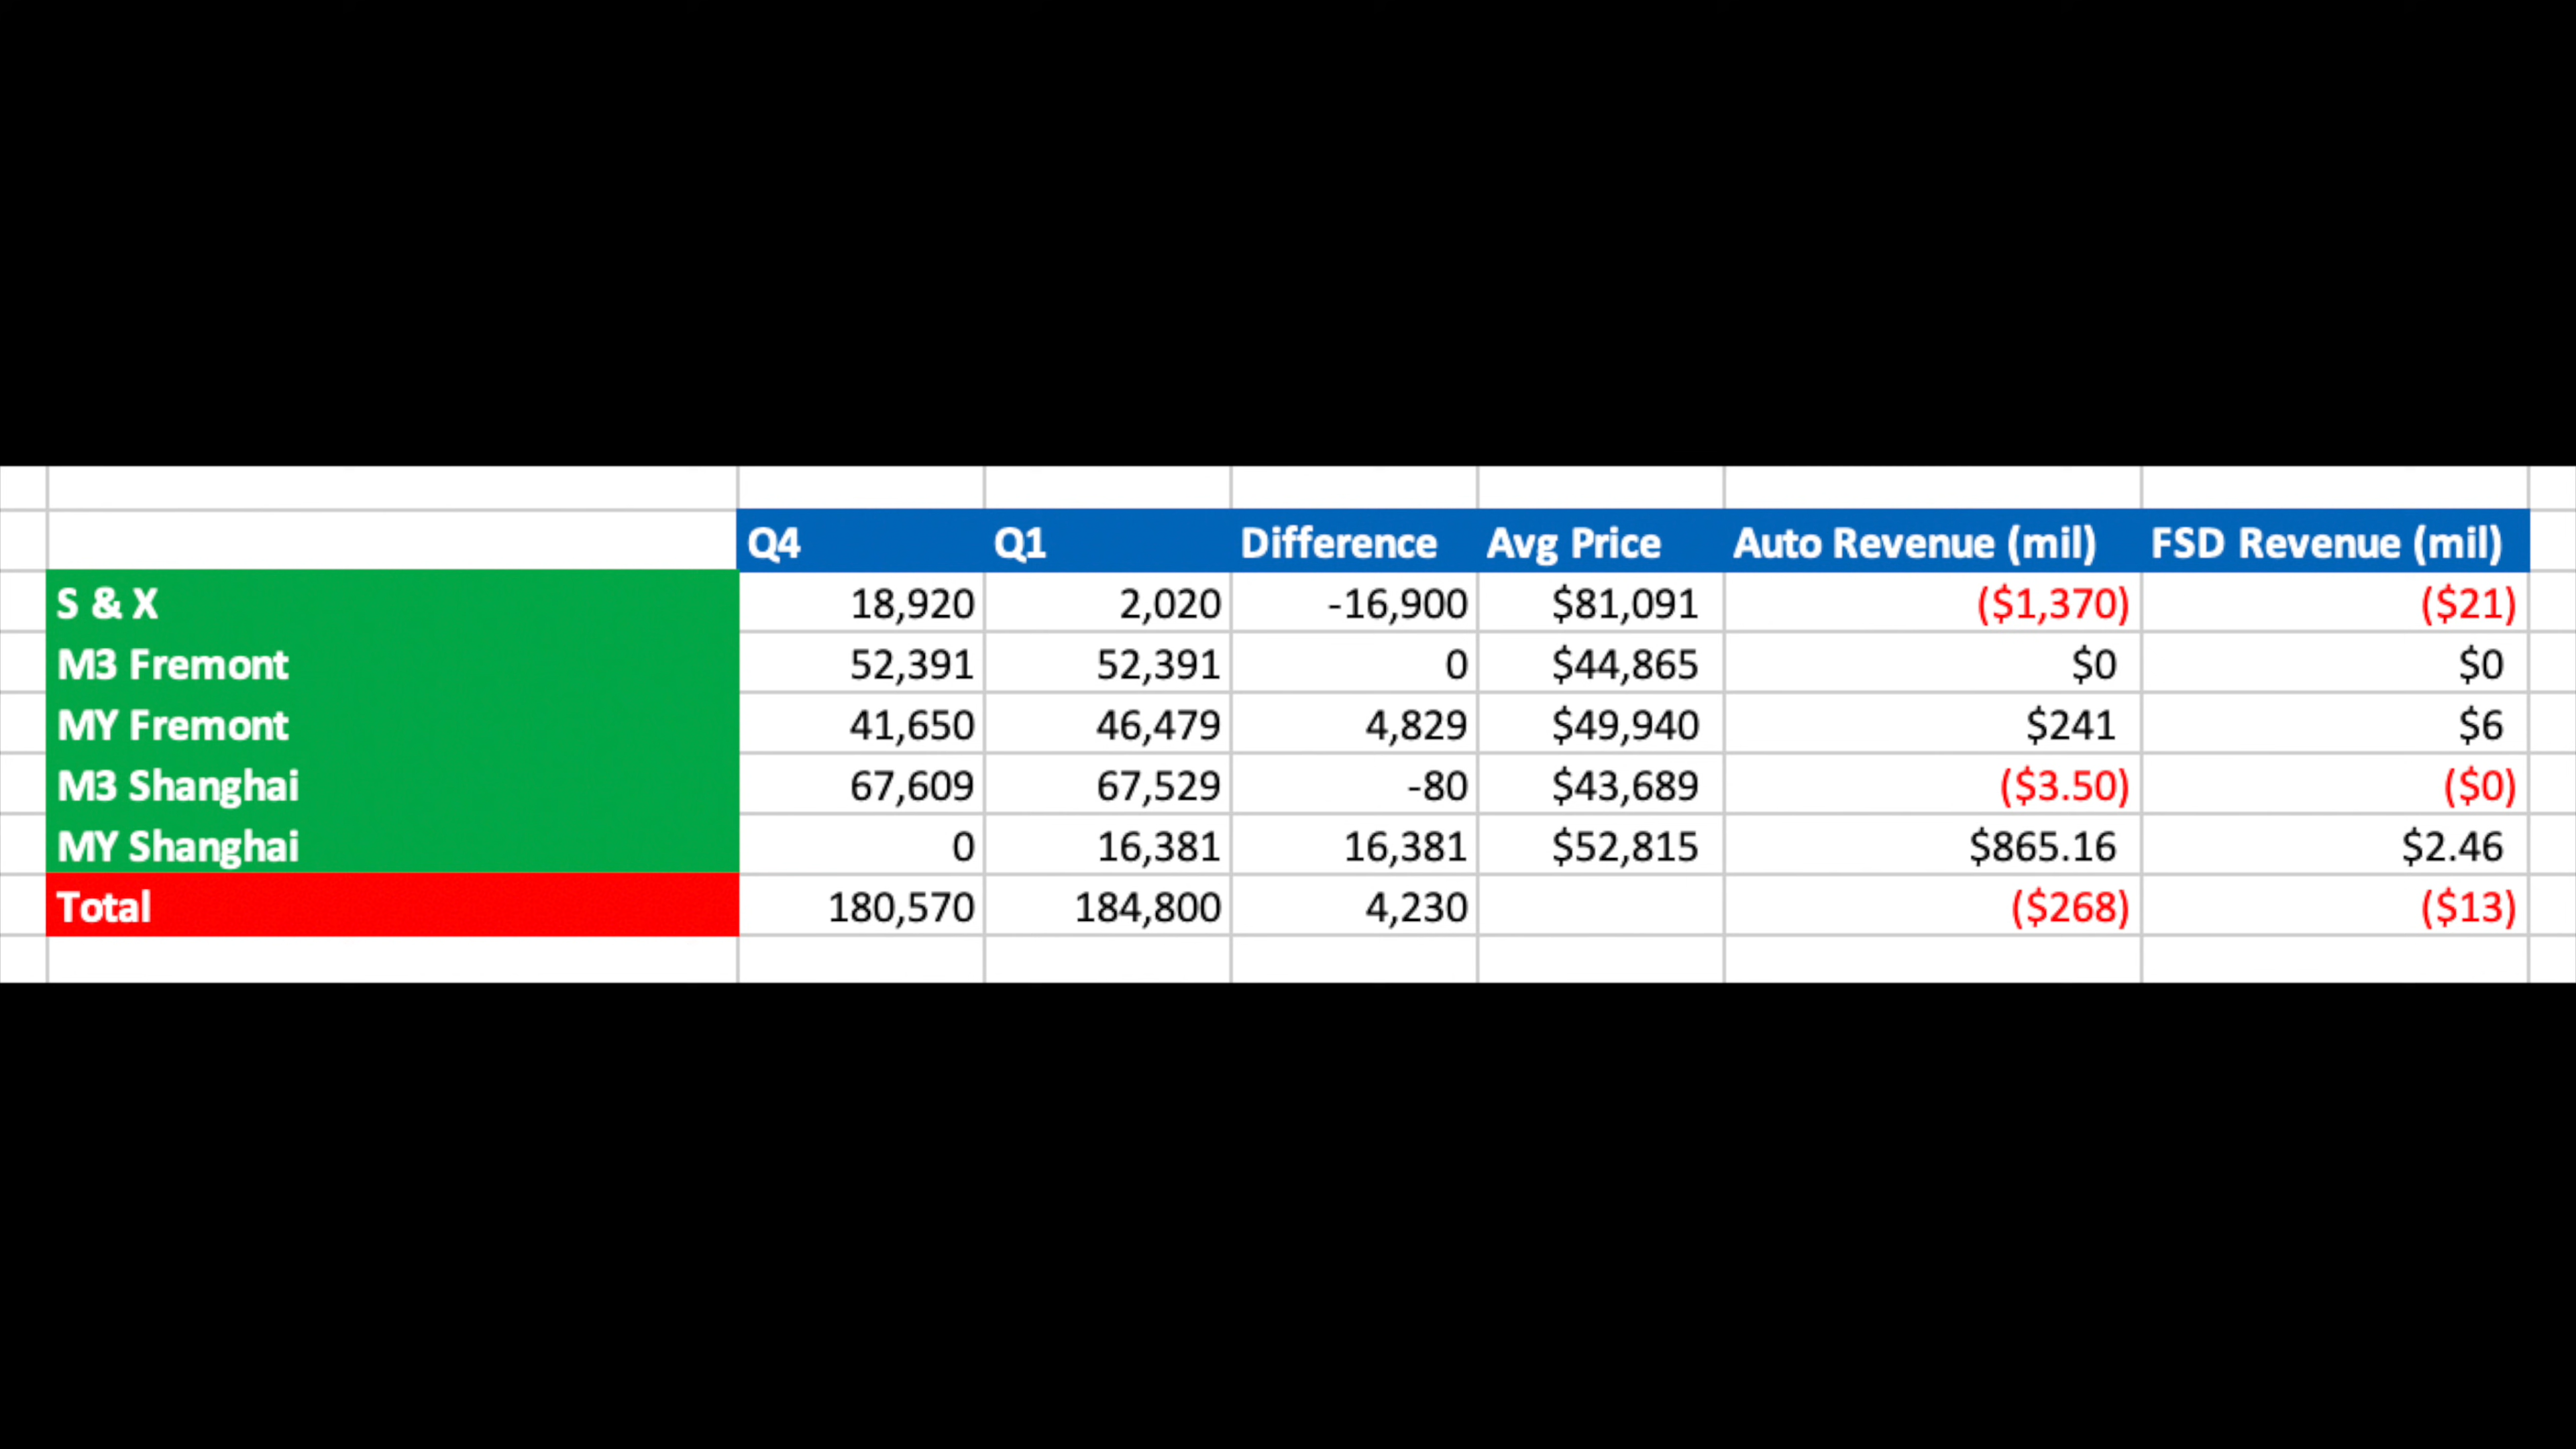 Q4 Q1 Difference Avg Price Auto Revenue (mil) FSD Revenue (mil)
S & X 18,920 2,020 -16,900 $81,091 ($1,370) ($21)
M3 Fremont 52,391 52,391 0 $44,865 $0 $0
MY Fremont 41,650 46,479 4,829 $49,940 $241 $6
M3 Shanghai 67,609 67,529 -80 $43,689 ($3.50) ($0)
MY Shanghai 0 16,381 16,381 $52,815 $865.16 $2.46
Total 180,570 184,800 4,230 ($268) ($13)